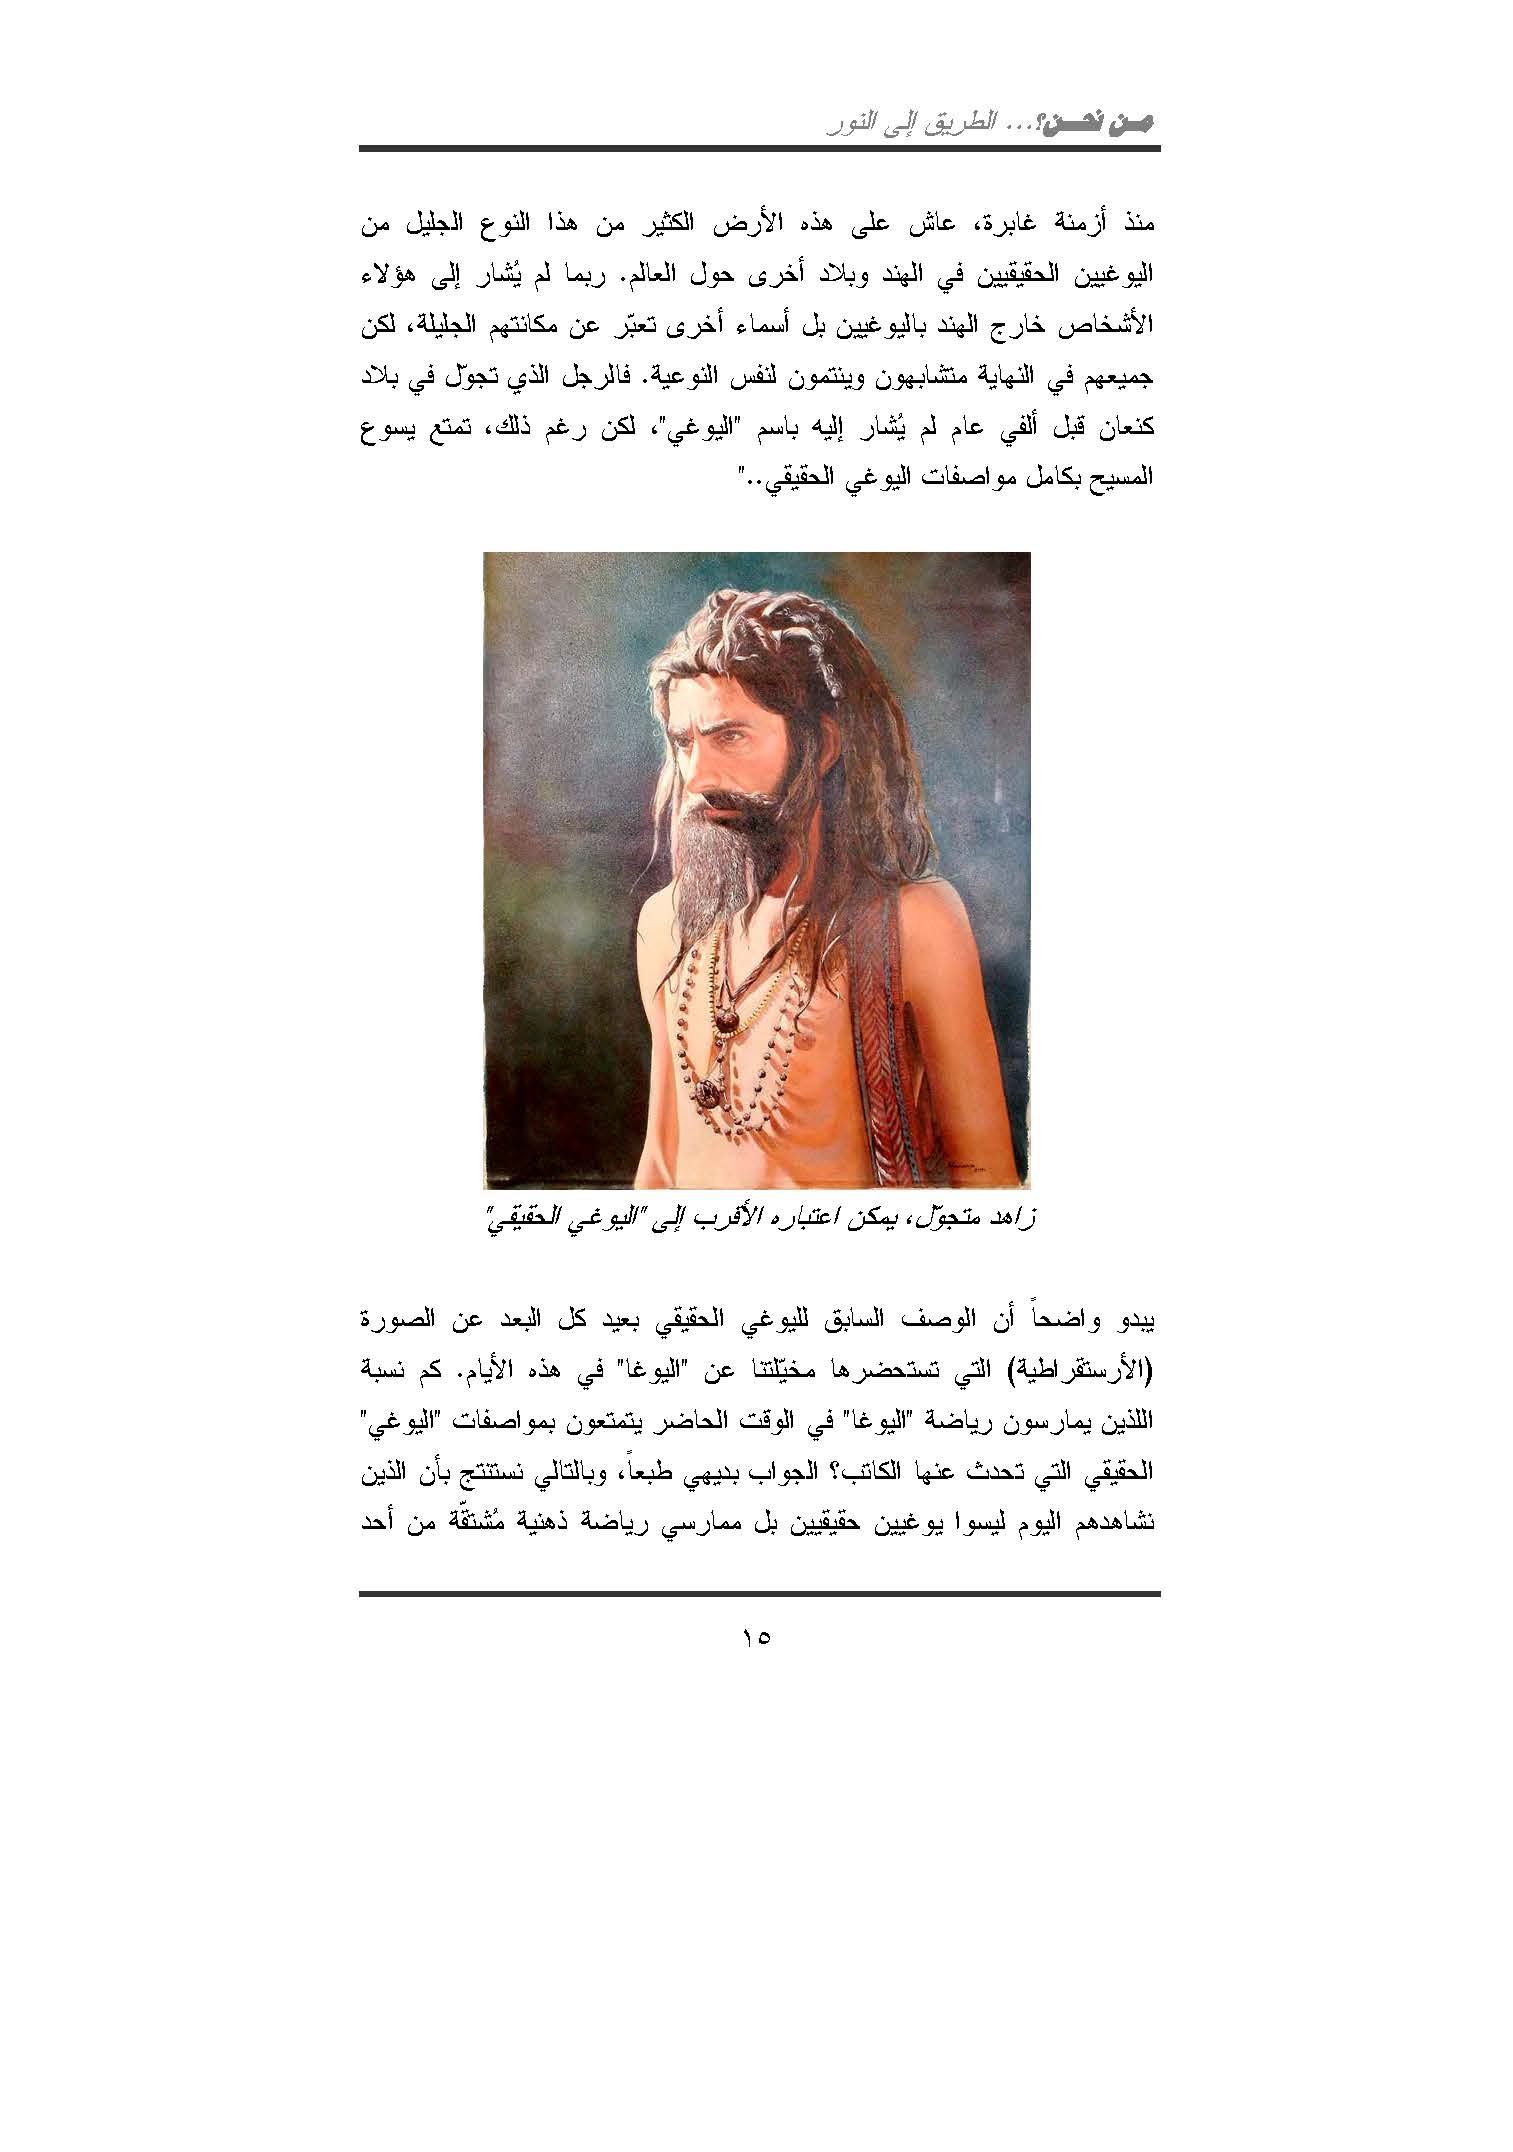 من نحن؟... الطريق إلى النور
منذ أزمنة غابرة، عاش على هذه الأرض الكثير من هذا النوع الجليل من
اليوغيين الحقيقيين في الهند وبلاد أخرى حول العالم. ربما لم يُشار إلى هؤلاء
الأشخاص خارج الهند باليوغيين بل أسماء أخرى تعبّر عن مكانتهم الجليلة، لكن
جميعهم في النهاية متشابهون وينتمون لنفس النوعية. فالرجل الذي تجوّل في بلاد
كنعان قبل ألفي عام لم يُشار إليه باسم "اليوغي"، لكن رغم ذلك، تمتع يسوع
المسيح بكامل مواصفات اليوغي الحقيقي.."
زاهد متجوّل، يمكن اعتباره الأقرب إلى "اليوغي الحقيقي"
يبدو واضحاً أن الوصف السابق لليوغي الحقيقي بعيد كل البعد عن الصورة
(الأرستقراطية) التي تستحضرها مخيّلتنا عن "اليوغا" في هذه الأيام. كم نسبة
اللذين يمارسون رياضة "اليوغا" في الوقت الحاضر يتمتعون بمواصفات "اليوغي"
الحقيقي التي تحدث عنها الكاتب؟ الجواب بديهي طبعاً، وبالتالي نستنتج بأن الذين
نشاهدهم اليوم ليسوا يوغيين حقيقيين بل ممارسي رياضة ذهنية مُشتقّة من أحد
١٥